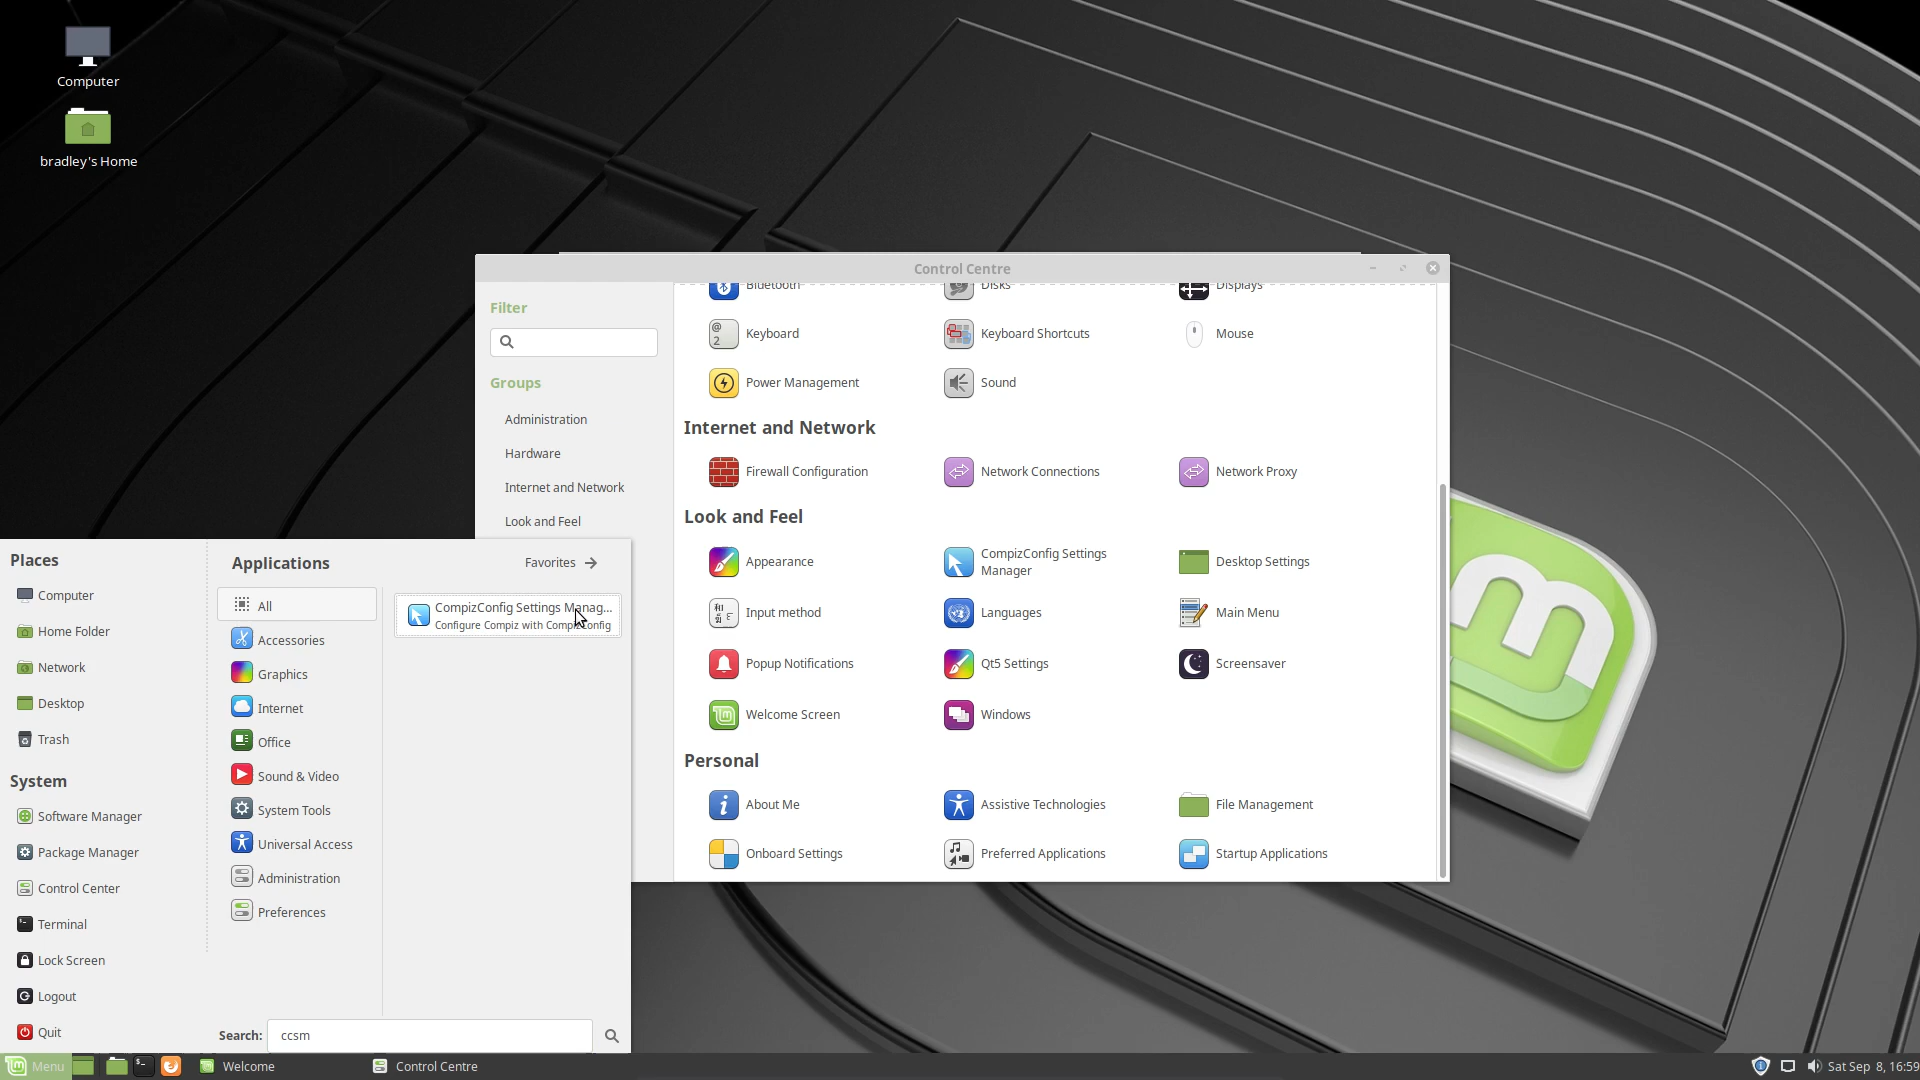 Computer
bradley's Home
Control Centre
Filter
Groups
Administration
Hardware
Internet and Network
Look and Feel
Bluetooth
Disks
Displays
Keyboard
Keyboard Shortcuts
Mouse
Power Management
Sound
Internet and Network
Firewall Configuration
Network Connections
Network Proxy
Look and Feel
Appearance
CompizConfig Settings
Manager
Desktop Settings
Input method
Languages
Main Menu
Popup Notifications
Qt5 Settings
Screensaver
Welcome Screen
Windows
Personal
About Me
Assistive Technologies
File Management
Onboard Settings
Preferred Applications
Startup Applications
Places
Computer
Home Folder
Network
Desktop
Trash
System
Software Manager
Package Manager
Control Center
Terminal
Lock Screen
Logout
Quit
Applications
Favorites
All
Accessories
Graphics
Internet
Office
Sound & Video
System Tools
Universal Access
Administration
Preferences
CompizConfig Settings Manag...
Configure Compiz with CompizConfig
Search: ccsm
Menu
Welcome
Control Centre
Sat Sep 8, 16:59